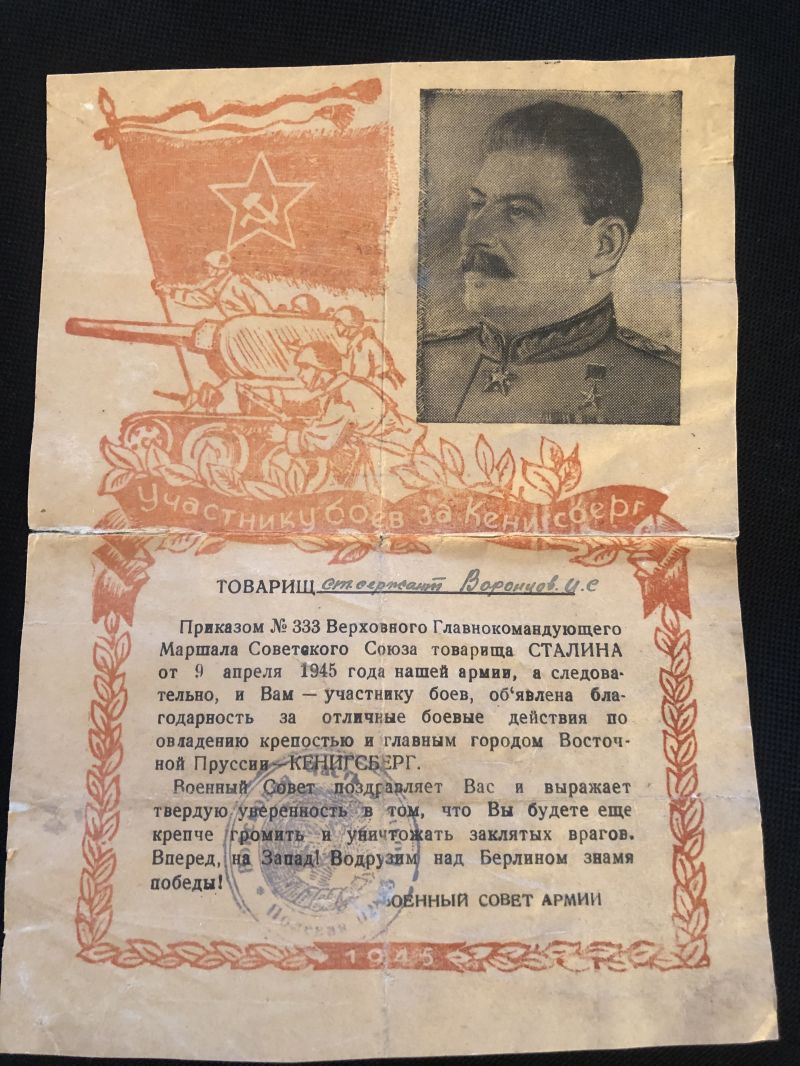 Участнику боев за Кенигсберг
ТОВАРИЩ ст. сержант Воронцов. И.С
Приказом № 333 Верховного Главнокомандующего
Маршала Советского Союза товарища СТАЛИНА
от 9 апреля 1945 года нашей армии, а следова-
тельно, и Вам — участнику боев, об‘явлена бла-
годарность за отличные боевые действия по
овладению крепостью и главным городом Восточ-
ной Пруссии—КЕНИГСБЕРГ.
Военный Совет поздравляет Вас и выражает
твердую уверенность в том, что Вы будете еще
крепче громить и уничтожать заклятых врагов.
Вперед, на Запад! Водрузим над Берлином знамя
победы!
ВОЕННЫЙ СОВЕТ АРМИИ
Полевая
1945